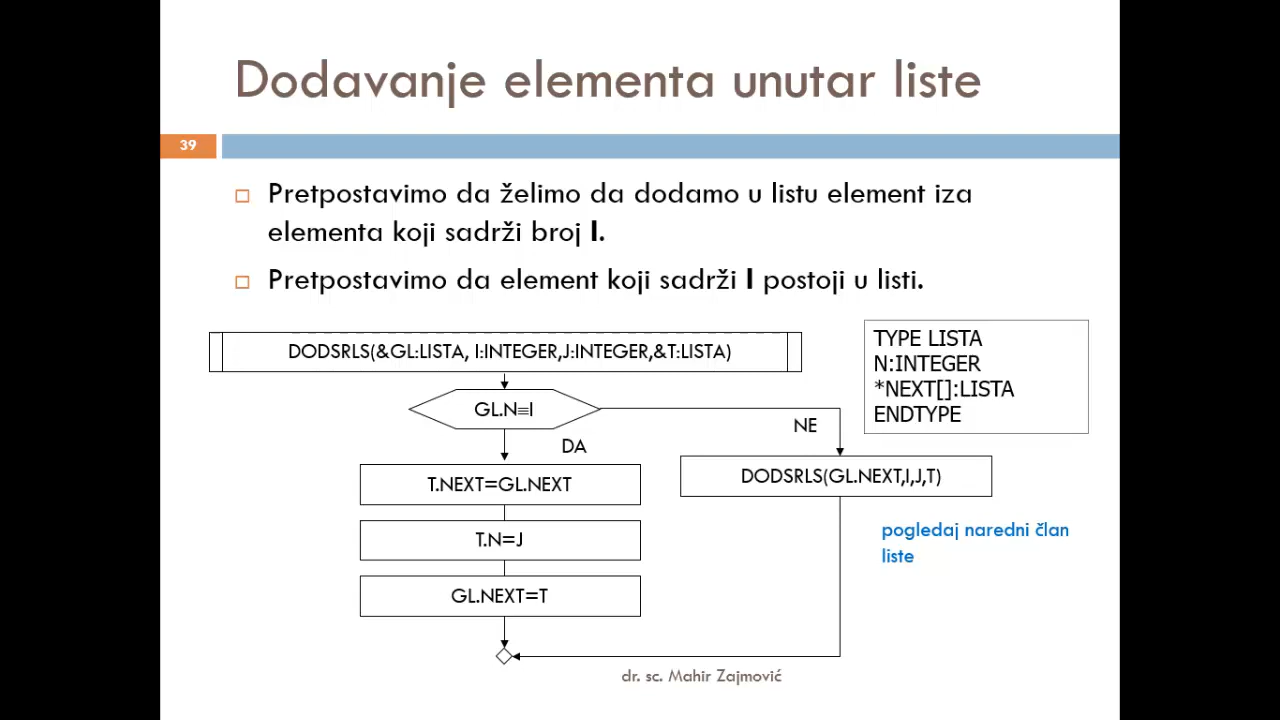 Dodavanje elementa unutar liste
39
Pretpostavimo da želimo da dodamo u listu element iza
elementa koji sadrži broj I.
Pretpostavimo da element koji sadrži I postoji u listi.
DODSRLS(&GL:LISTA, I:INTEGER,J:INTEGER,&T:LISTA)
TYPE LISTA
N:INTEGER
*NEXT[]:LISTA
ENDTYPE
GL.N≡I
NE
DA
T.NEXT=GL.NEXT
DODSRLS(GL.NEXT,I,J,T)
T.N=J
pogledaj naredni član
liste
GL.NEXT=T
dr. sc. Mahir Zajmović